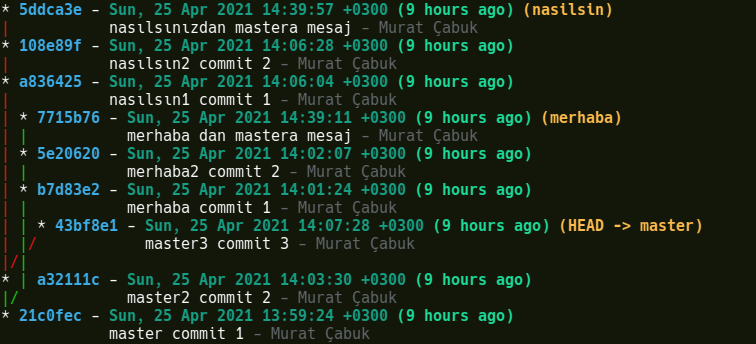 * 5ddca3e - Sun, 25 Apr 2021 14:39:57 +0300 (9 hours ago) (nasılsın)
| nasılsınızdan mastera mesaj - Murat Çabuk
* 108e89f - Sun, 25 Apr 2021 14:06:28 +0300 (9 hours ago)
| nasılsın2 commit 2 - Murat Çabuk
* a836425 - Sun, 25 Apr 2021 14:06:04 +0300 (9 hours ago)
| nasılsın1 commit 1 - Murat Çabuk
| * 7715b76 - Sun, 25 Apr 2021 14:39:11 +0300 (9 hours ago) (merhaba)
| | merhaba dan mastera mesaj - Murat Çabuk
| * 5e20620 - Sun, 25 Apr 2021 14:02:07 +0300 (9 hours ago)
| | merhaba2 commit 2 - Murat Çabuk
| * b7d83e2 - Sun, 25 Apr 2021 14:01:24 +0300 (9 hours ago)
| | merhaba commit 1 - Murat Çabuk
| | * 43bf8e1 - Sun, 25 Apr 2021 14:07:28 +0300 (9 hours ago) (HEAD -> master)
| |/ master3 commit 3 - Murat Çabuk
|/|
* | a32111c - Sun, 25 Apr 2021 14:03:30 +0300 (9 hours ago)
|/ master2 commit 2 - Murat Çabuk
* 21c0fec - Sun, 25 Apr 2021 13:59:24 +0300 (9 hours ago)
master commit 1 - Murat Çabuk